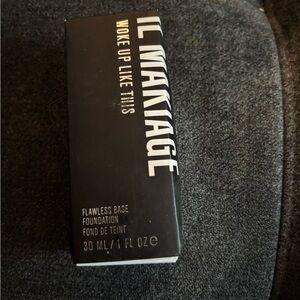 IL MAKIAGE
WOKE UP LIKE THIS
FLAWLESS BASE
FOUNDATION
FOND DE TEINT
30 ML / 1 FL OZ ℮